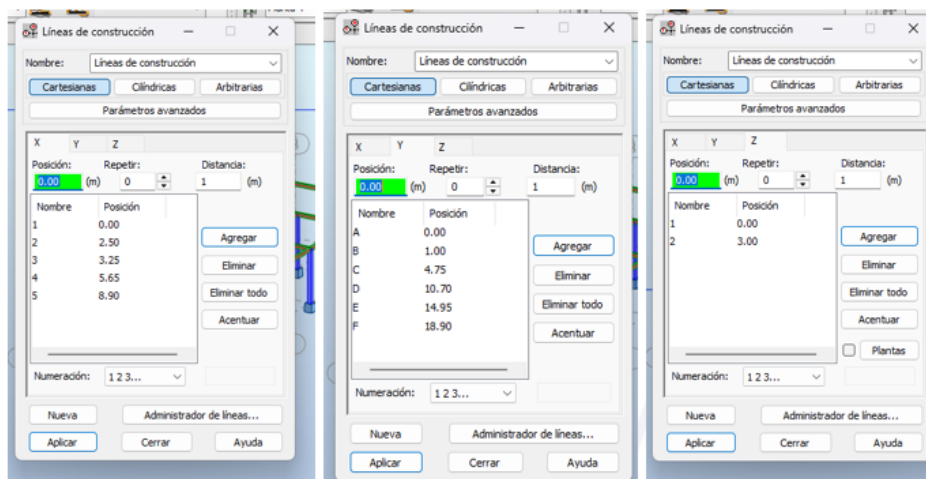 Líneas de construcción
Nombre: Líneas de construcción
Cartesianas Cilíndricas Arbitrarias
Parámetros avanzados
X Y Z
Posición: Repetir: Distancia:
0.00 (m) 0 1 (m)
Nombre Posición
1 0.00
2 2.50
3 3.25
4 5.65
5 8.90
Agregar
Eliminar
Eliminar todo
Acentuar
Numeración: 1 2 3...
Nueva Administrador de líneas...
Aplicar Cerrar Ayuda
Líneas de construcción
Nombre: Líneas de construcción
Cartesianas Cilíndricas Arbitrarias
Parámetros avanzados
X Y Z
Posición: Repetir: Distancia:
0.00 (m) 0 1 (m)
Nombre Posición
A 0.00
B 1.00
C 4.75
D 10.70
E 14.95
F 18.90
Agregar
Eliminar
Eliminar todo
Acentuar
Numeración: 1 2 3...
Nueva Administrador de líneas...
Aplicar Cerrar Ayuda
Líneas de construcción
Nombre: Líneas de construcción
Cartesianas Cilíndricas Arbitrarias
Parámetros avanzados
X Y Z
Posición: Repetir: Distancia:
0.00 (m) 0 1 (m)
Nombre Posición
1 0.00
2 3.00
Agregar
Eliminar
Eliminar todo
Acentuar
Plantas
Numeración: 1 2 3...
Nueva Administrador de líneas...
Aplicar Cerrar Ayuda